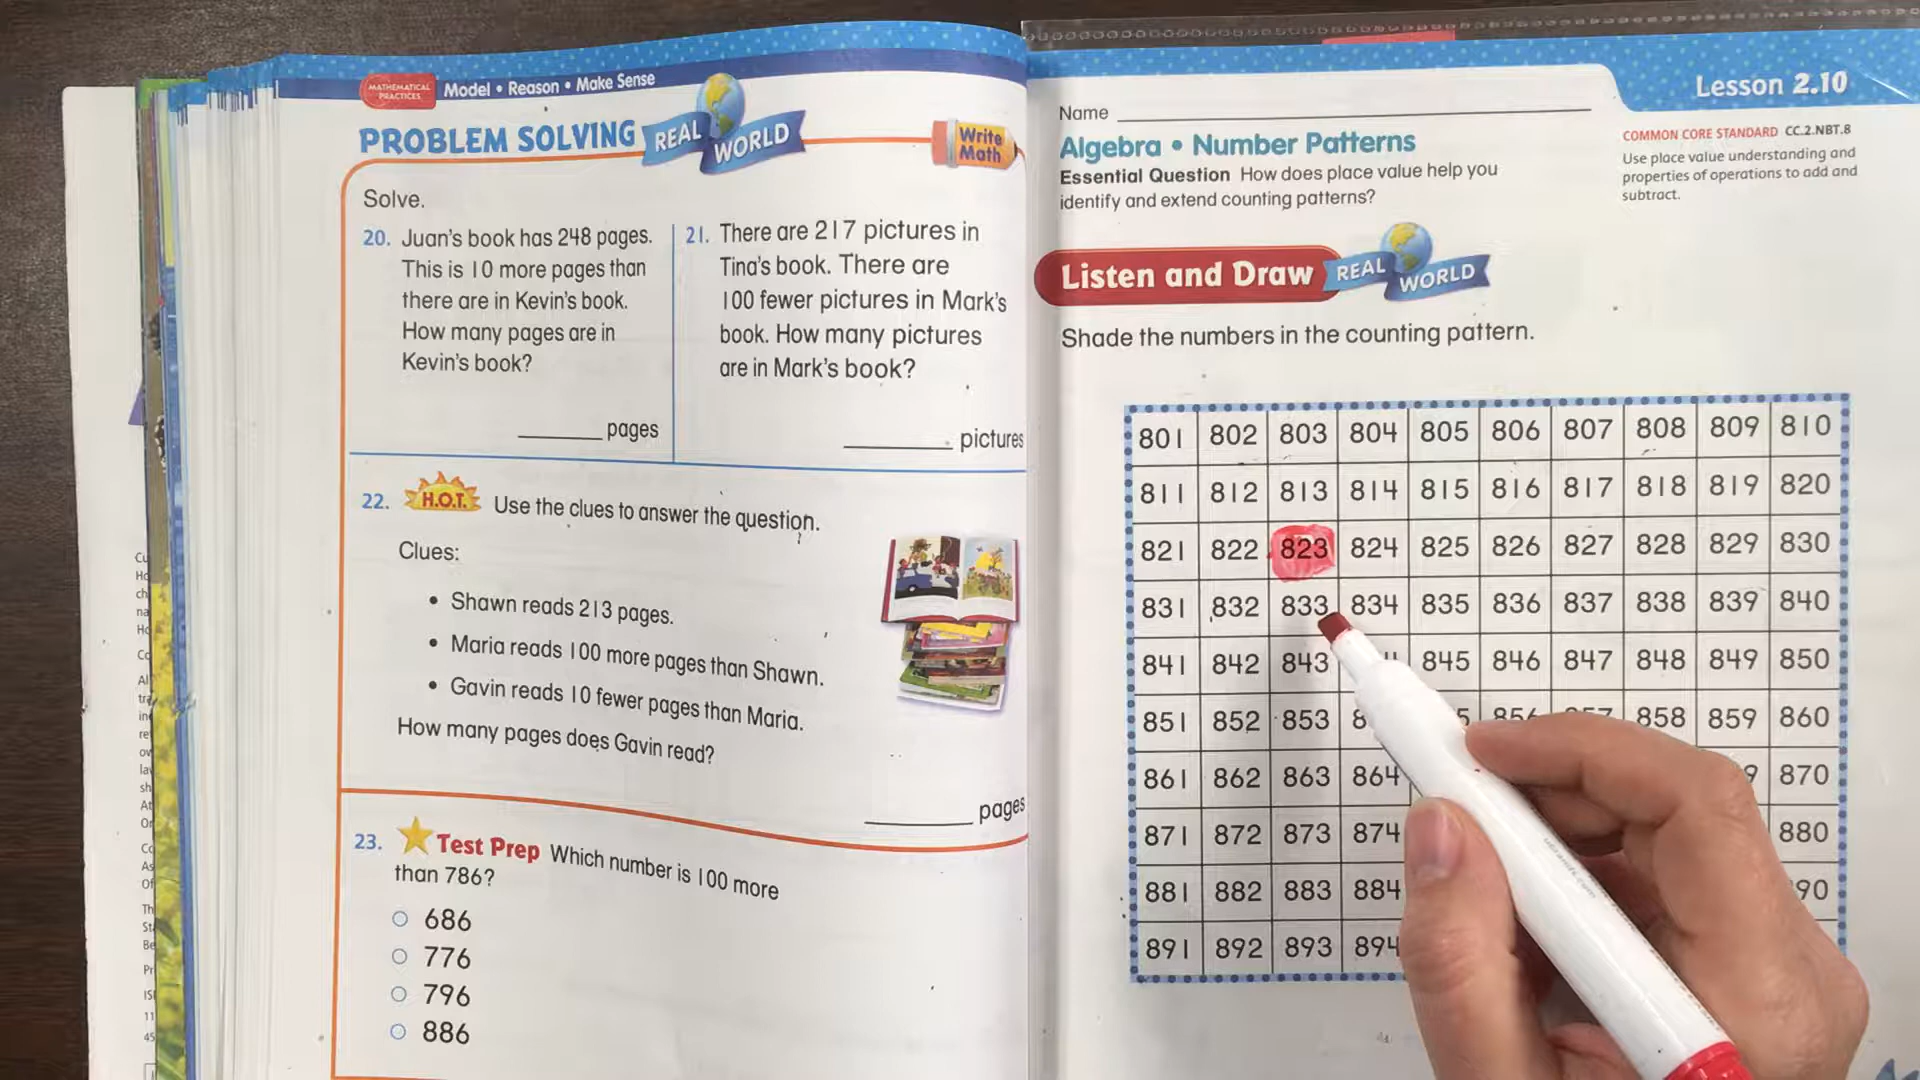 MATHEMATICAL
PRACTICES
Model • Reason • Make Sense
PROBLEM SOLVING REAL WORLD
Write
Math
Solve.
20. Juan's book has 248 pages.
This is 10 more pages than
there are in Kevin's book.
How many pages are in
Kevin's book?
________ pages
21. There are 217 pictures in
Tina's book. There are
100 fewer pictures in Mark's
book. How many pictures
are in Mark's book?
________ pictures
22. H.O.T. Use the clues to answer the question.
Clues:
• Shawn reads 213 pages.
• Maria reads 100 more pages than Shawn.
• Gavin reads 10 fewer pages than Maria.
How many pages does Gavin read?
________ pages
23. Test Prep Which number is 100 more
than 786?
686
776
796
886
Lesson 2.10
Name ________
Algebra • Number Patterns
Essential Question How does place value help you
identify and extend counting patterns?
COMMON CORE STANDARD CC.2.NBT.8
Use place value understanding and
properties of operations to add and
subtract.
Listen and Draw REAL WORLD
Shade the numbers in the counting pattern.
801 802 803 804 805 806 807 808 809 810
811 812 813 814 815 816 817 818 819 820
821 822 823 824 825 826 827 828 829 830
831 832 833 834 835 836 837 838 839 840
841 842 843 845 846 847 848 849 850
851 852 853 856 858 859 860
861 862 863 864 870
871 872 873 874 880
881 882 883 884
891 892 893 894